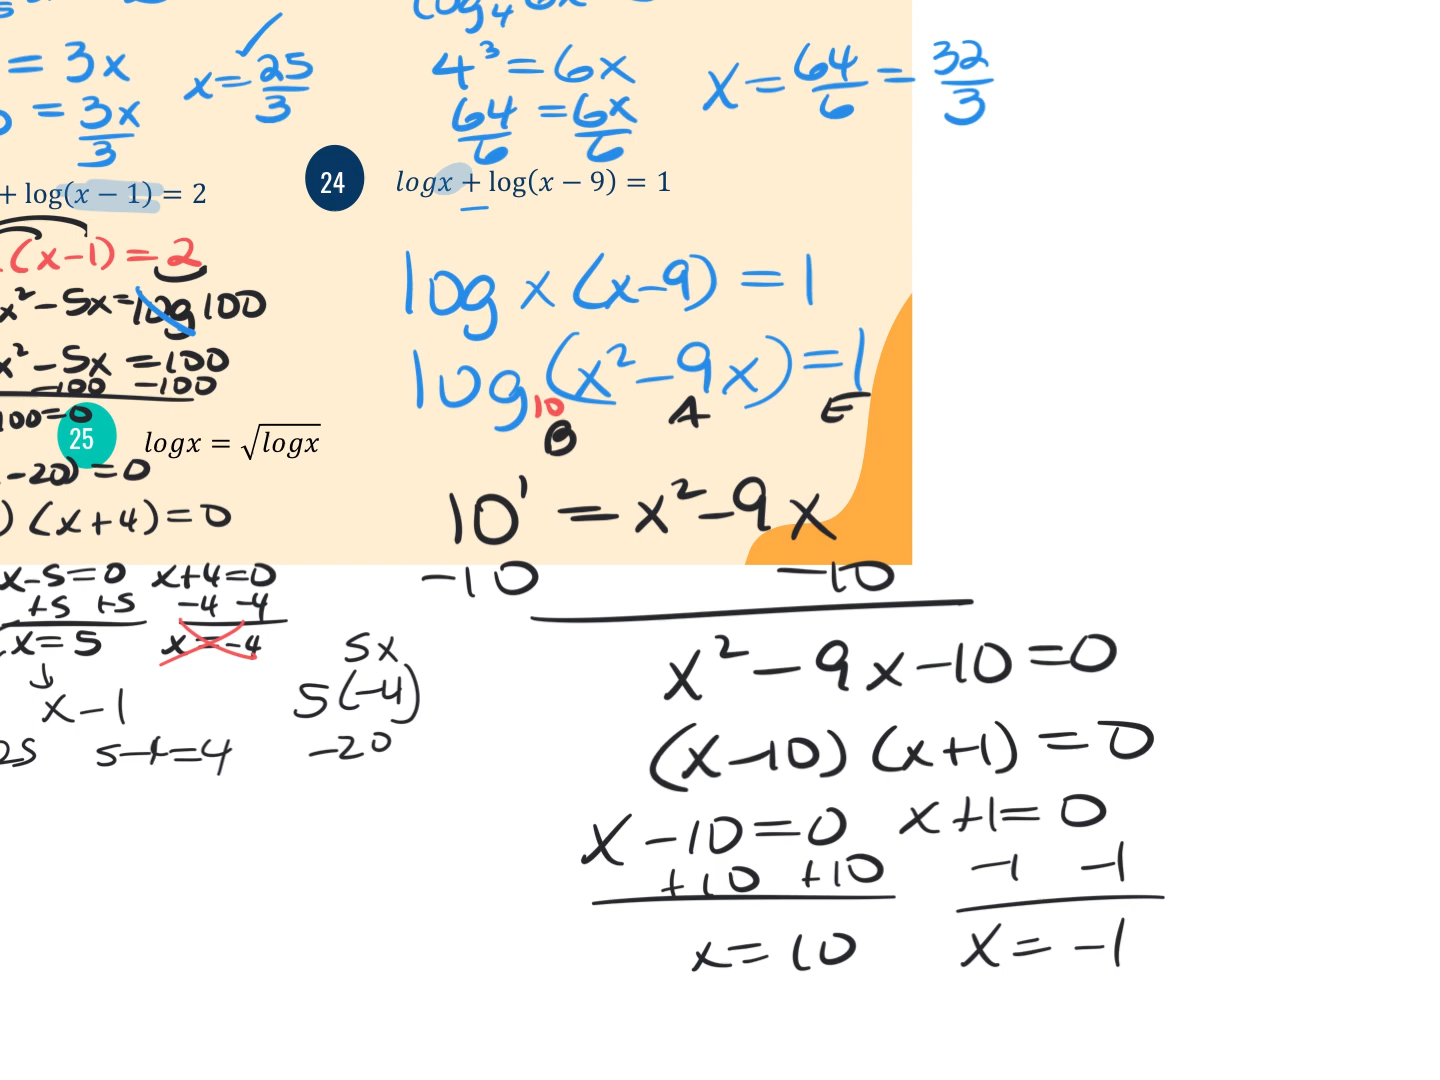 = 3x
= 3x/3
x = 25/3
log₄ 6x
4³ = 6x
64/6 = 6x/6
x = 64/6 = 32/3
+ log(x − 1) = 2
(x−1) = 2
x² − 5x = log 100
x² − 5x = 100
−100 −100
100 = 0
−20) = 0
) (x+4) = 0
x−5=0 x+4=0
+5 +5 −4 −4
x = 5 x = −4
x − 1
25 5−1=4
5x
5(−4)
−20
25
logx = √logx
24
logx + log(x − 9) = 1
log x (x−9) = 1
log₁₀ (x² − 9x) = 1
B A E
10¹ = x² − 9x
−10 −10
x² − 9x − 10 = 0
(x−10) (x+1) = 0
x − 10 = 0 x + 1 = 0
+10 +10 −1 −1
x = 10 x = −1